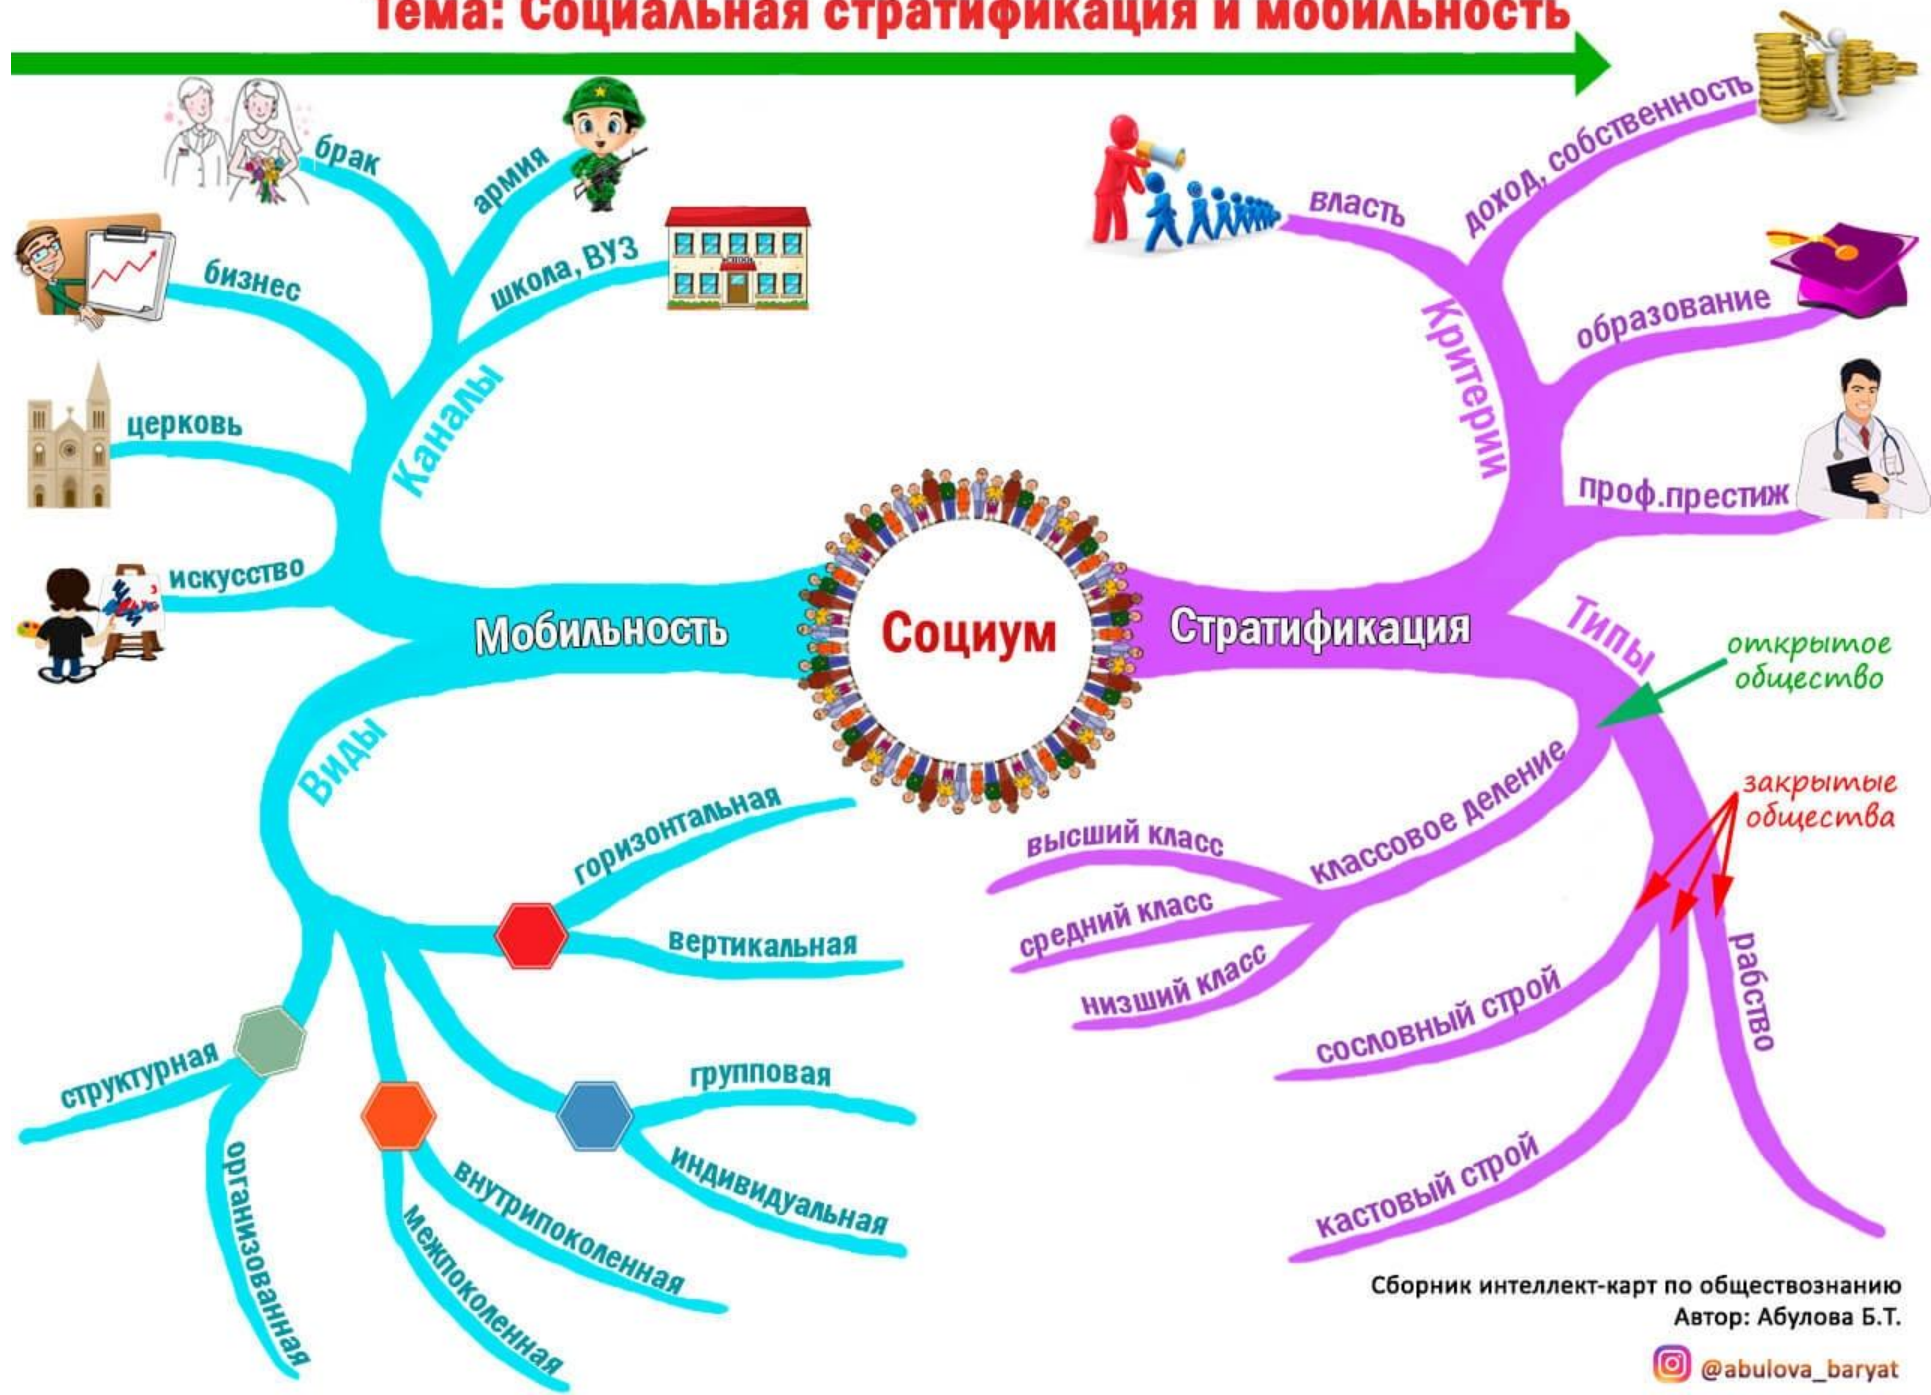 Тема: Социальная стратификация и мобильность
брак
армия
школа, ВУЗ
бизнес
церковь
искусство
Каналы
Мобильность
Виды
горизонтальная
вертикальная
групповая
индивидуальная
внутрипоколенная
межпоколенная
структурная
организованная
Социум
Стратификация
Критерии
власть
доход, собственность
образование
проф.престиж
Типы
открытое
общество
закрытые
общества
классовое деление
высший класс
средний класс
низший класс
сословный строй
кастовый строй
рабство
SCHOOL
Сборник интеллект-карт по обществознанию
Автор: Абулова Б.Т.
@abulova_baryat